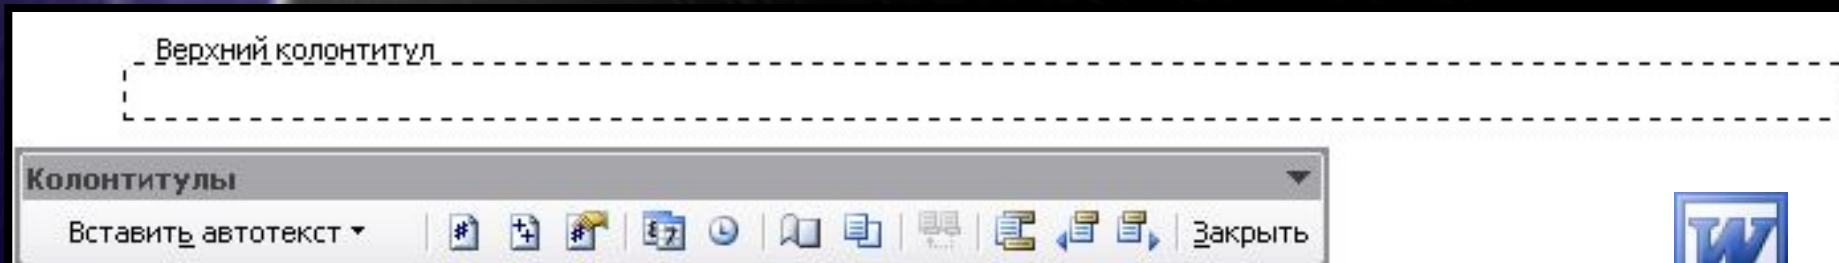 Верхний колонтитул
Колонтитулы
Вставить автотекст Закрыть
W